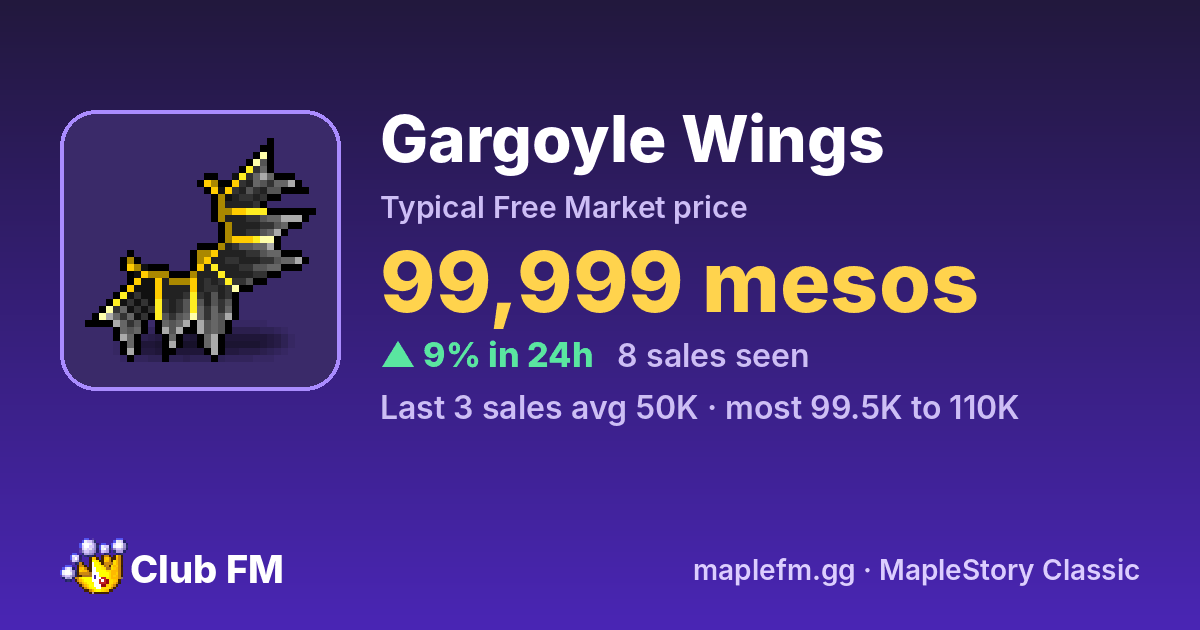 Gargoyle Wings
Typical Free Market price
99,999 mesos
▲ 9% in 24h 8 sales seen
Last 3 sales avg 50K · most 99.5K to 110K
Club FM
maplefm.gg · MapleStory Classic